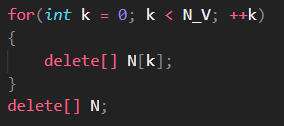 for(int k = 0; k < N_V; ++k)
{
    delete[] N[k];
}
delete[] N;